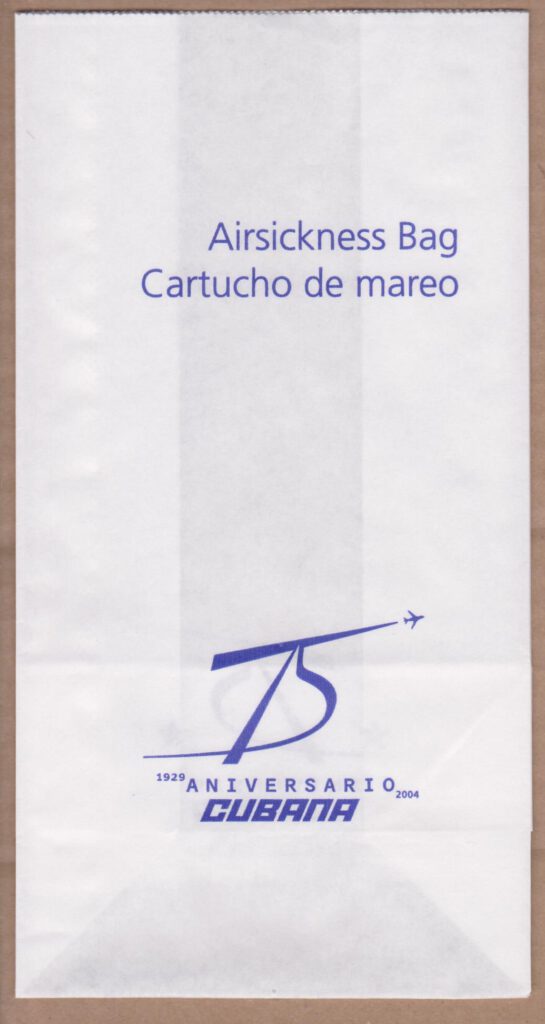 Airsickness Bag
Cartucho de mareo
75
1929 ANIVERSARIO 2004
CUBANA